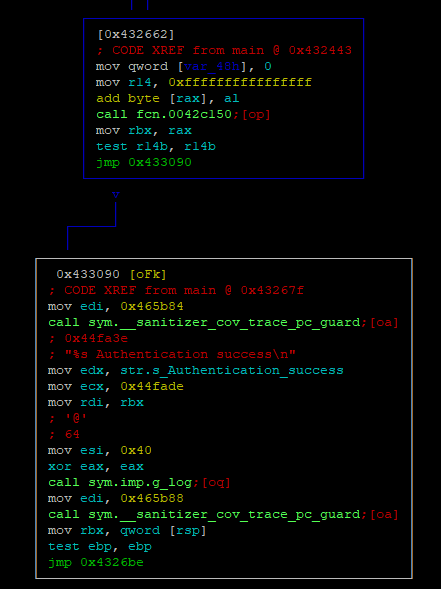 [0x432662]
; CODE XREF from main @ 0x432443
mov qword [var_48h], 0
mov r14, 0xffffffffffffffff
add byte [rax], al
call fcn.0042c150;[op]
mov rbx, rax
test r14b, r14b
jmp 0x433090
v
0x433090 [oFk]
; CODE XREF from main @ 0x43267f
mov edi, 0x465b84
call sym.__sanitizer_cov_trace_pc_guard;[oa]
; 0x44fa3e
; "%s Authentication success\n"
mov edx, str.s_Authentication_success
mov ecx, 0x44fade
mov rdi, rbx
; '@'
; 64
mov esi, 0x40
xor eax, eax
call sym.imp.g_log;[oq]
mov edi, 0x465b88
call sym.__sanitizer_cov_trace_pc_guard;[oa]
mov rbx, qword [rsp]
test ebp, ebp
jmp 0x4326be